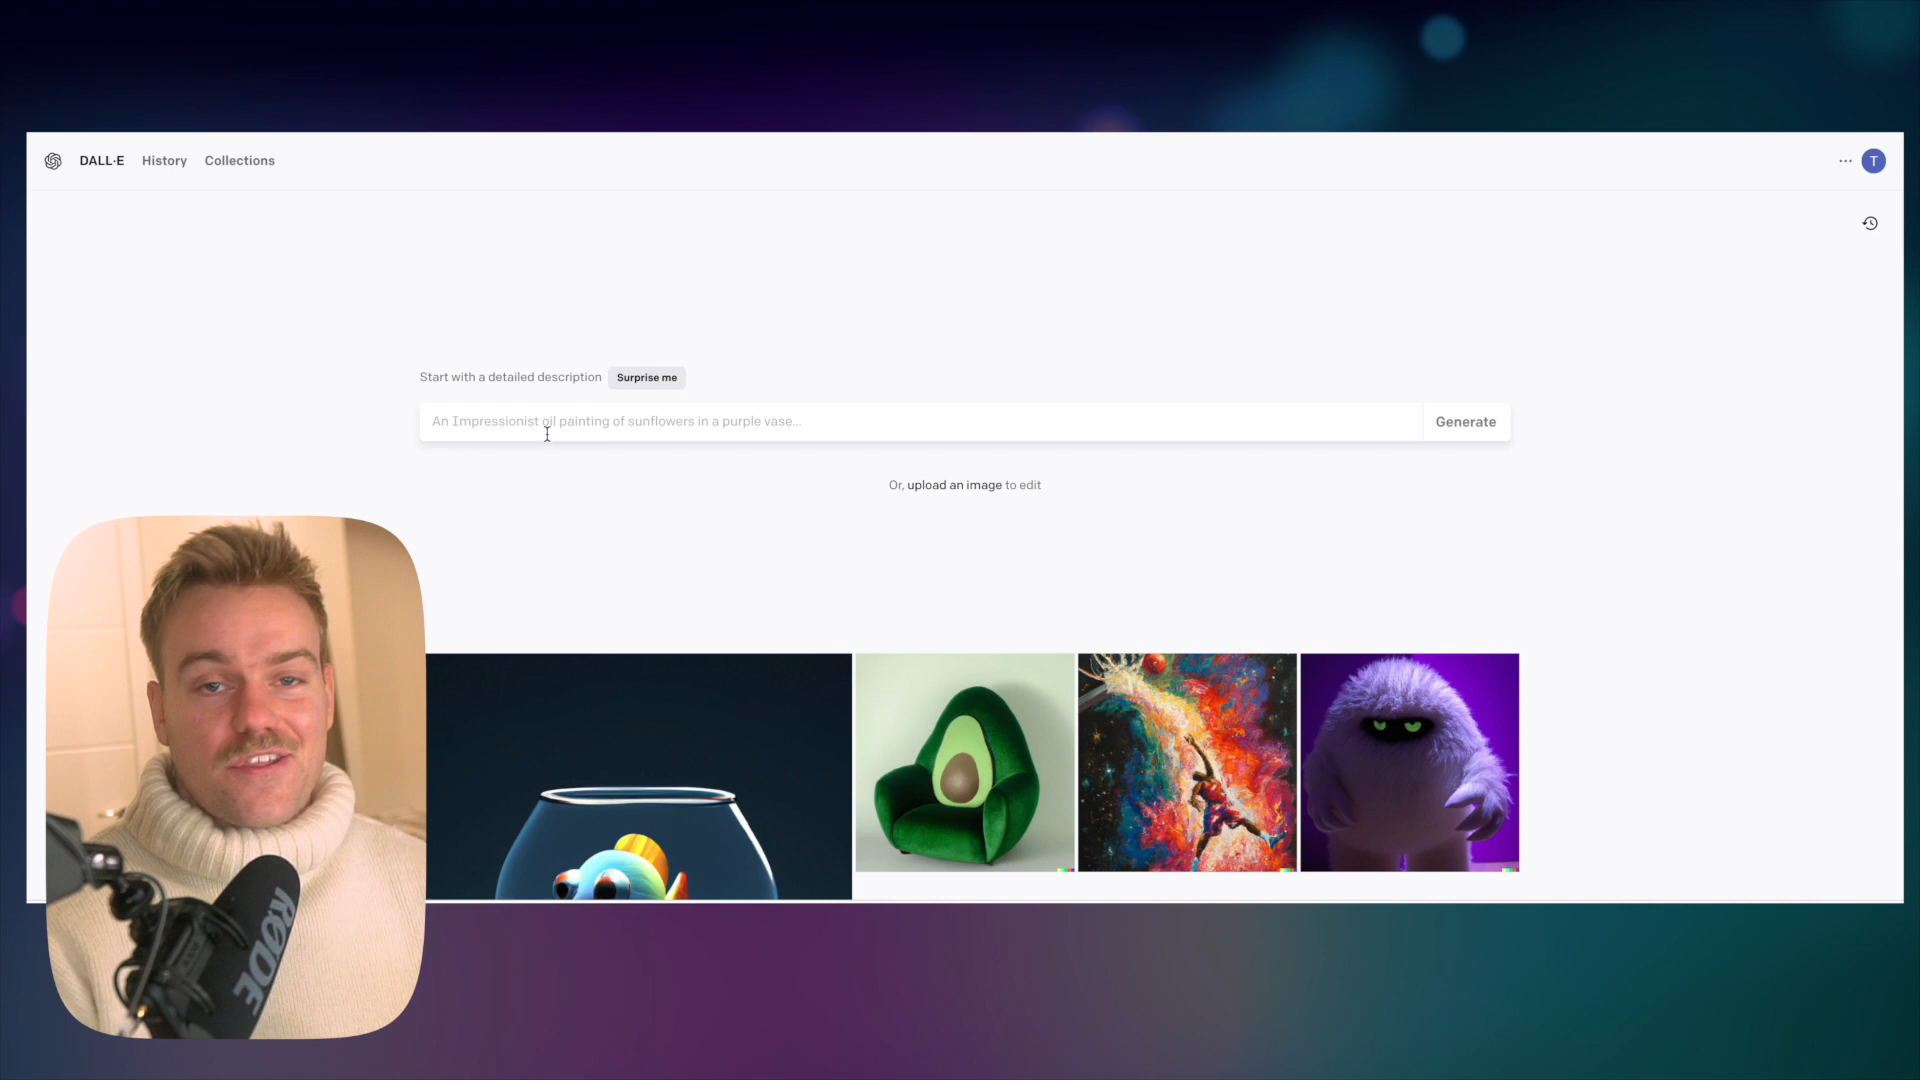 DALL·E History Collections
T
Start with a detailed description Surprise me
An Impressionist oil painting of sunflowers in a purple vase...
Generate
Or, upload an image to edit
RØDE